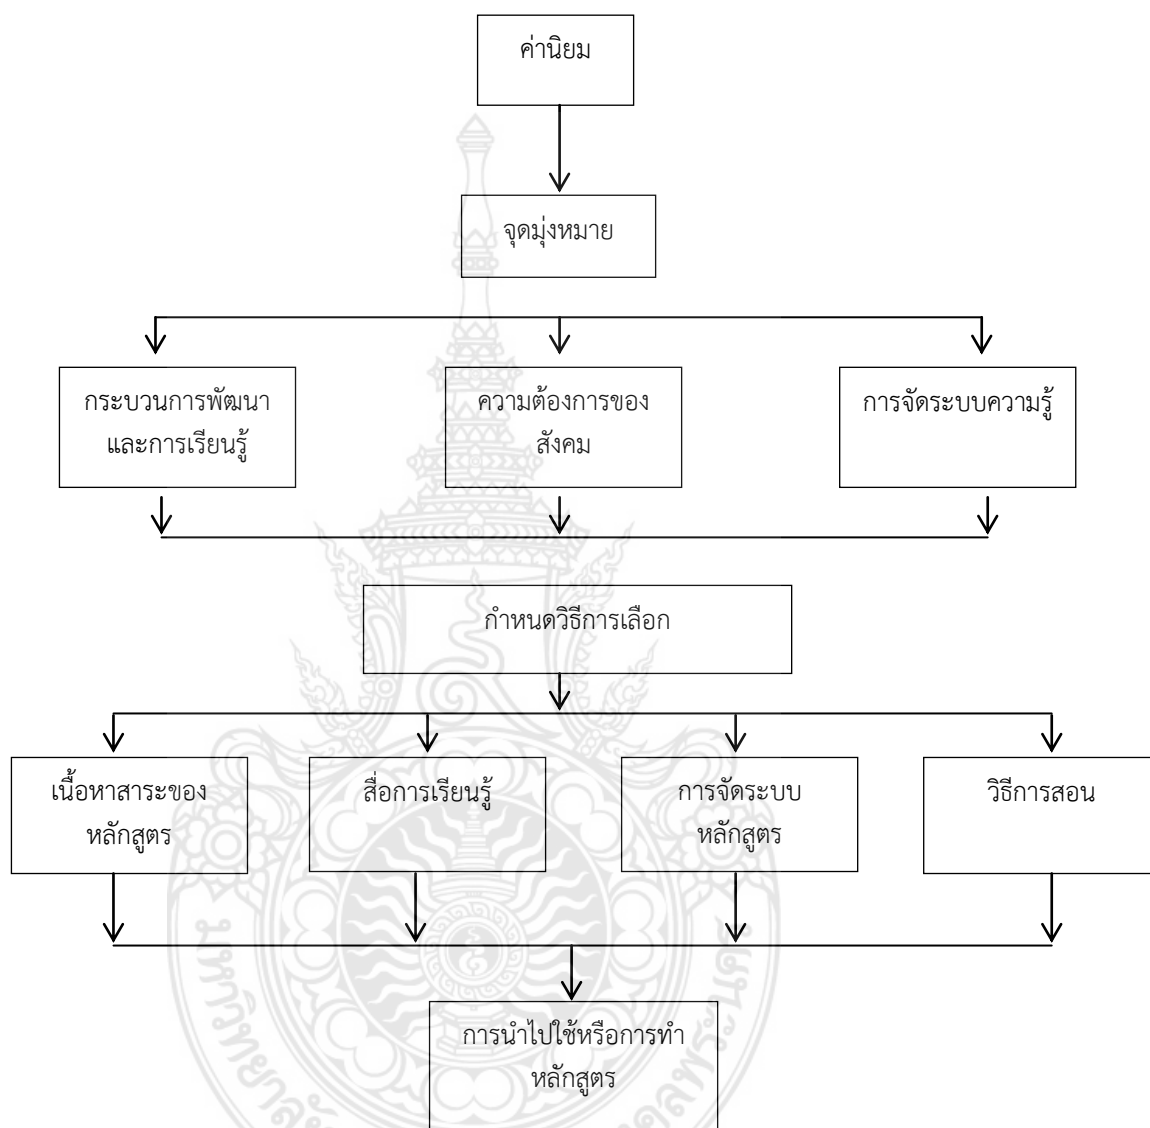 ค่านิยม
จุดมุ่งหมาย
กระบวนการพัฒนา
และการเรียนรู้
ความต้องการของ
สังคม
การจัดระบบความรู้
กำหนดวิธีการเลือก
เนื้อหาสาระของ
หลักสูตร
สื่อการเรียนรู้
การจัดระบบ
หลักสูตร
วิธีการสอน
การนำไปใช้หรือการทำ
หลักสูตร